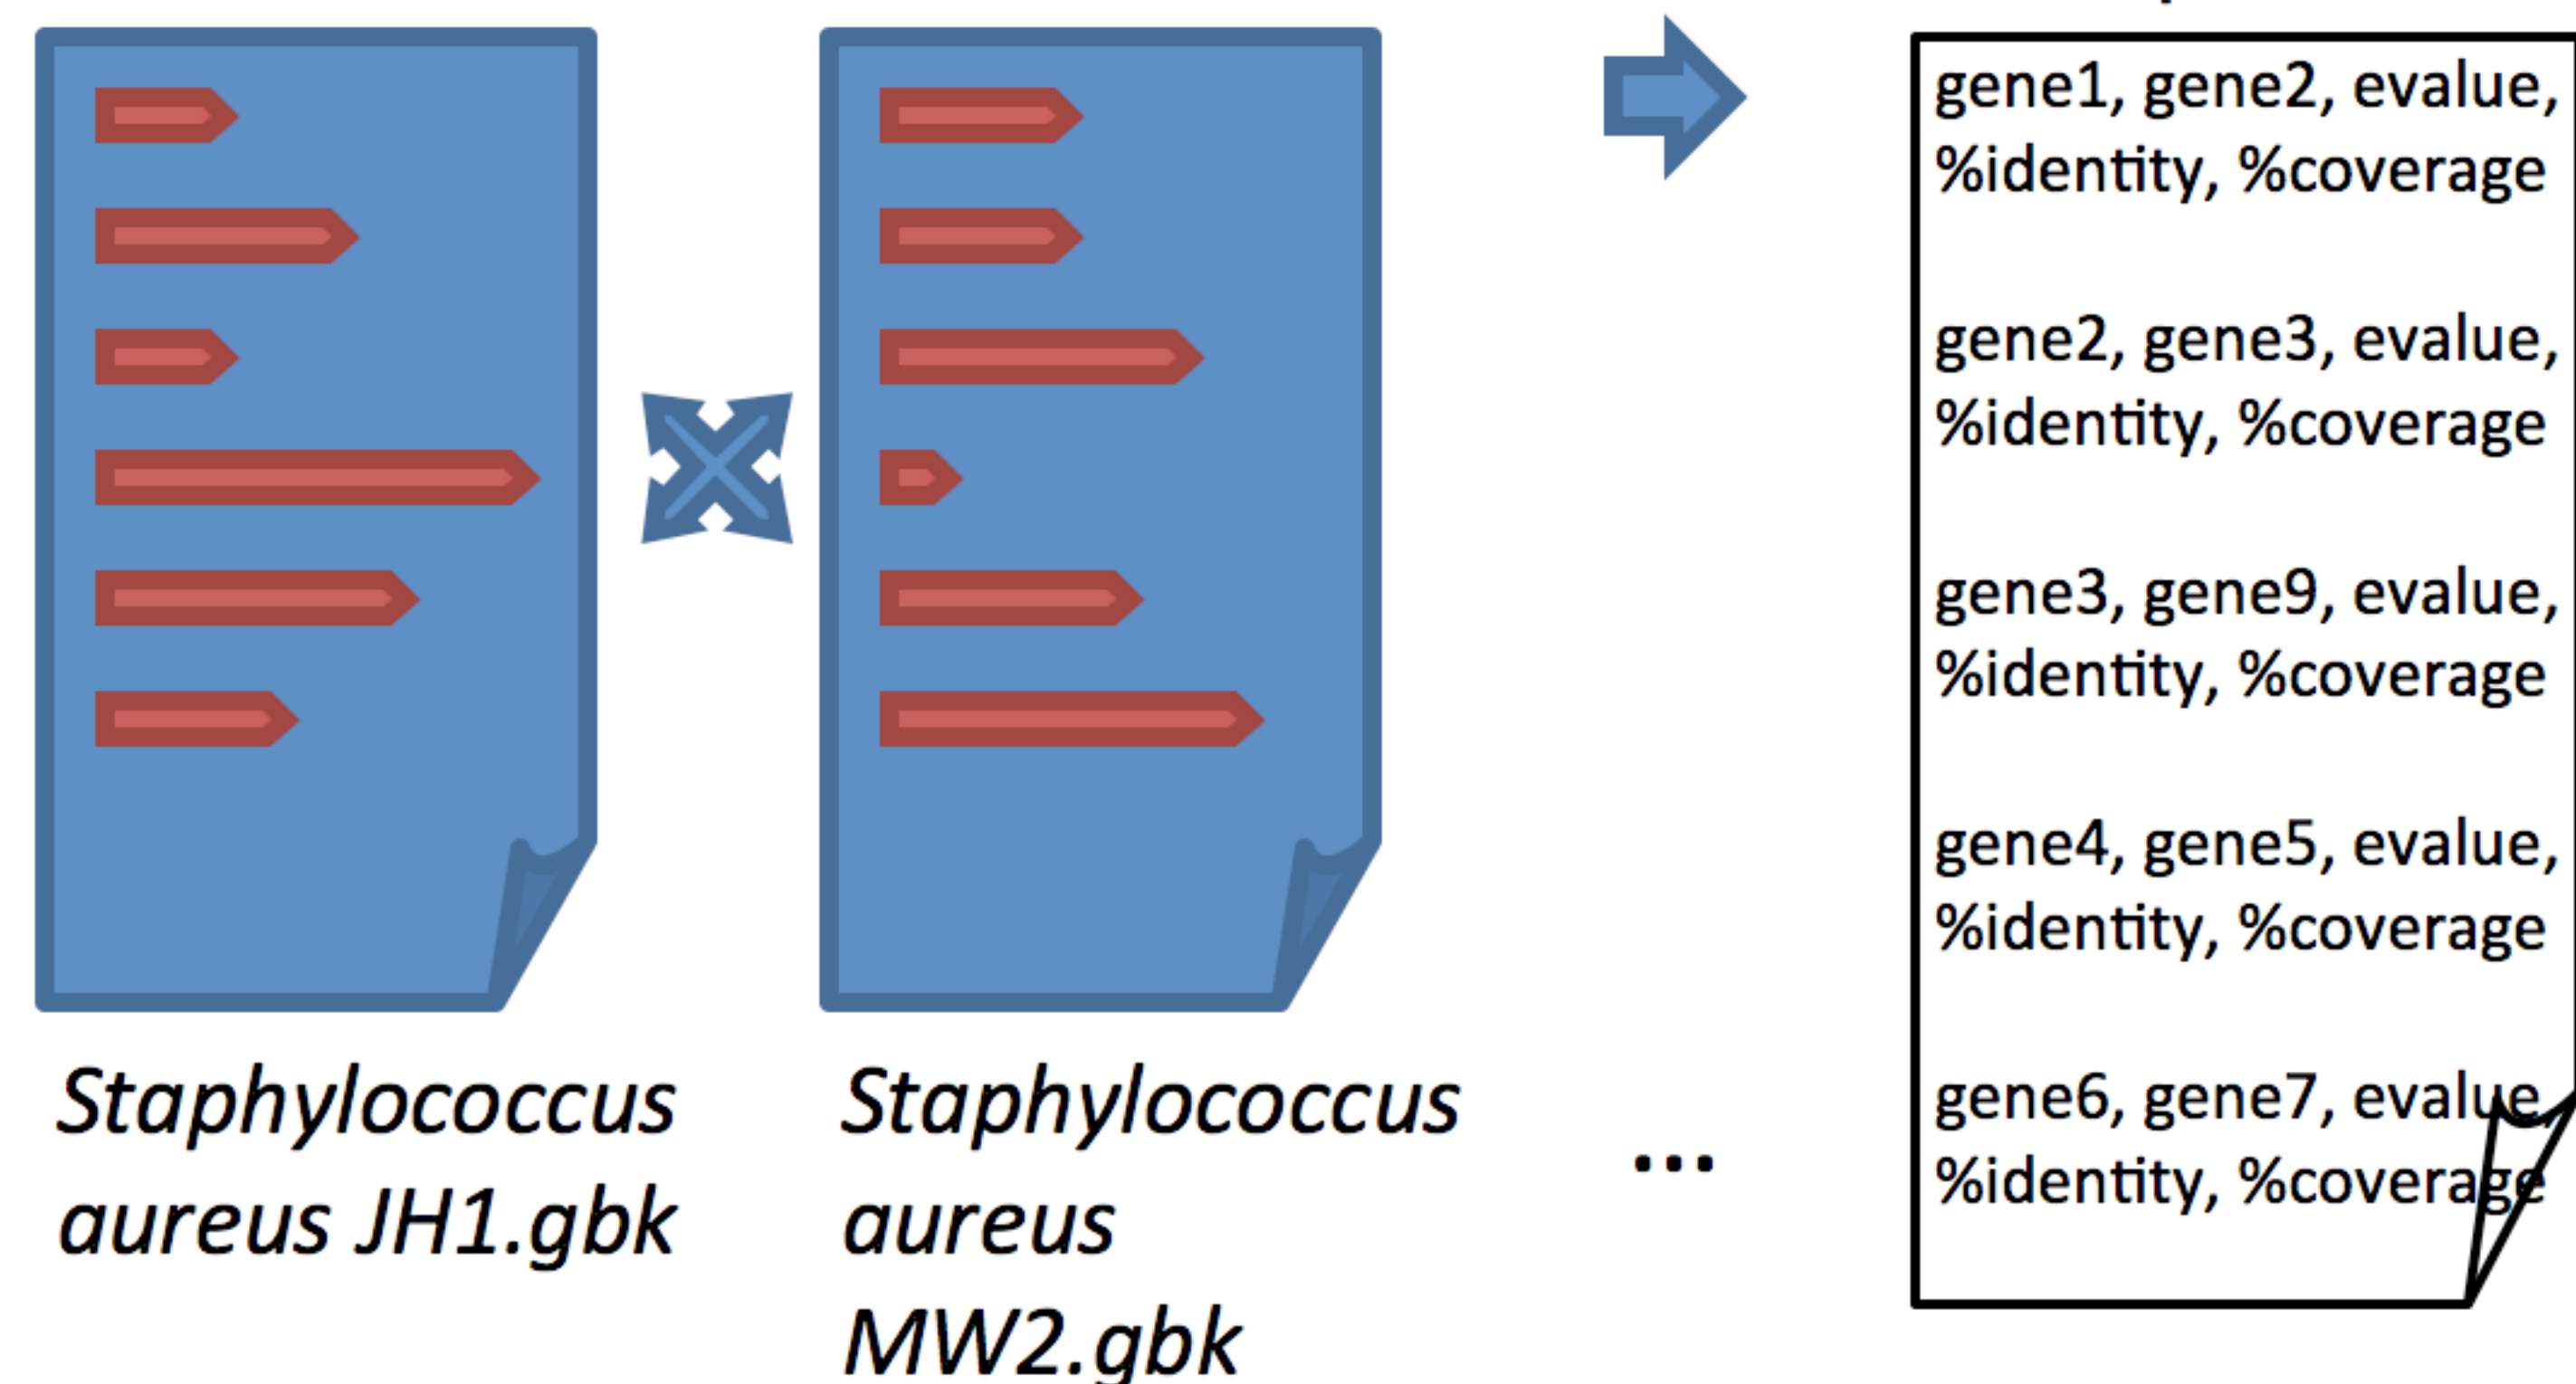 Staphylococcus
aureus JH1.gbk
Staphylococcus
aureus
MW2.gbk
...
gene1, gene2, evalue,
%identity, %coverage
gene2, gene3, evalue,
%identity, %coverage
gene3, gene9, evalue,
%identity, %coverage
gene4, gene5, evalue,
%identity, %coverage
gene6, gene7, evalue,
%identity, %coverage